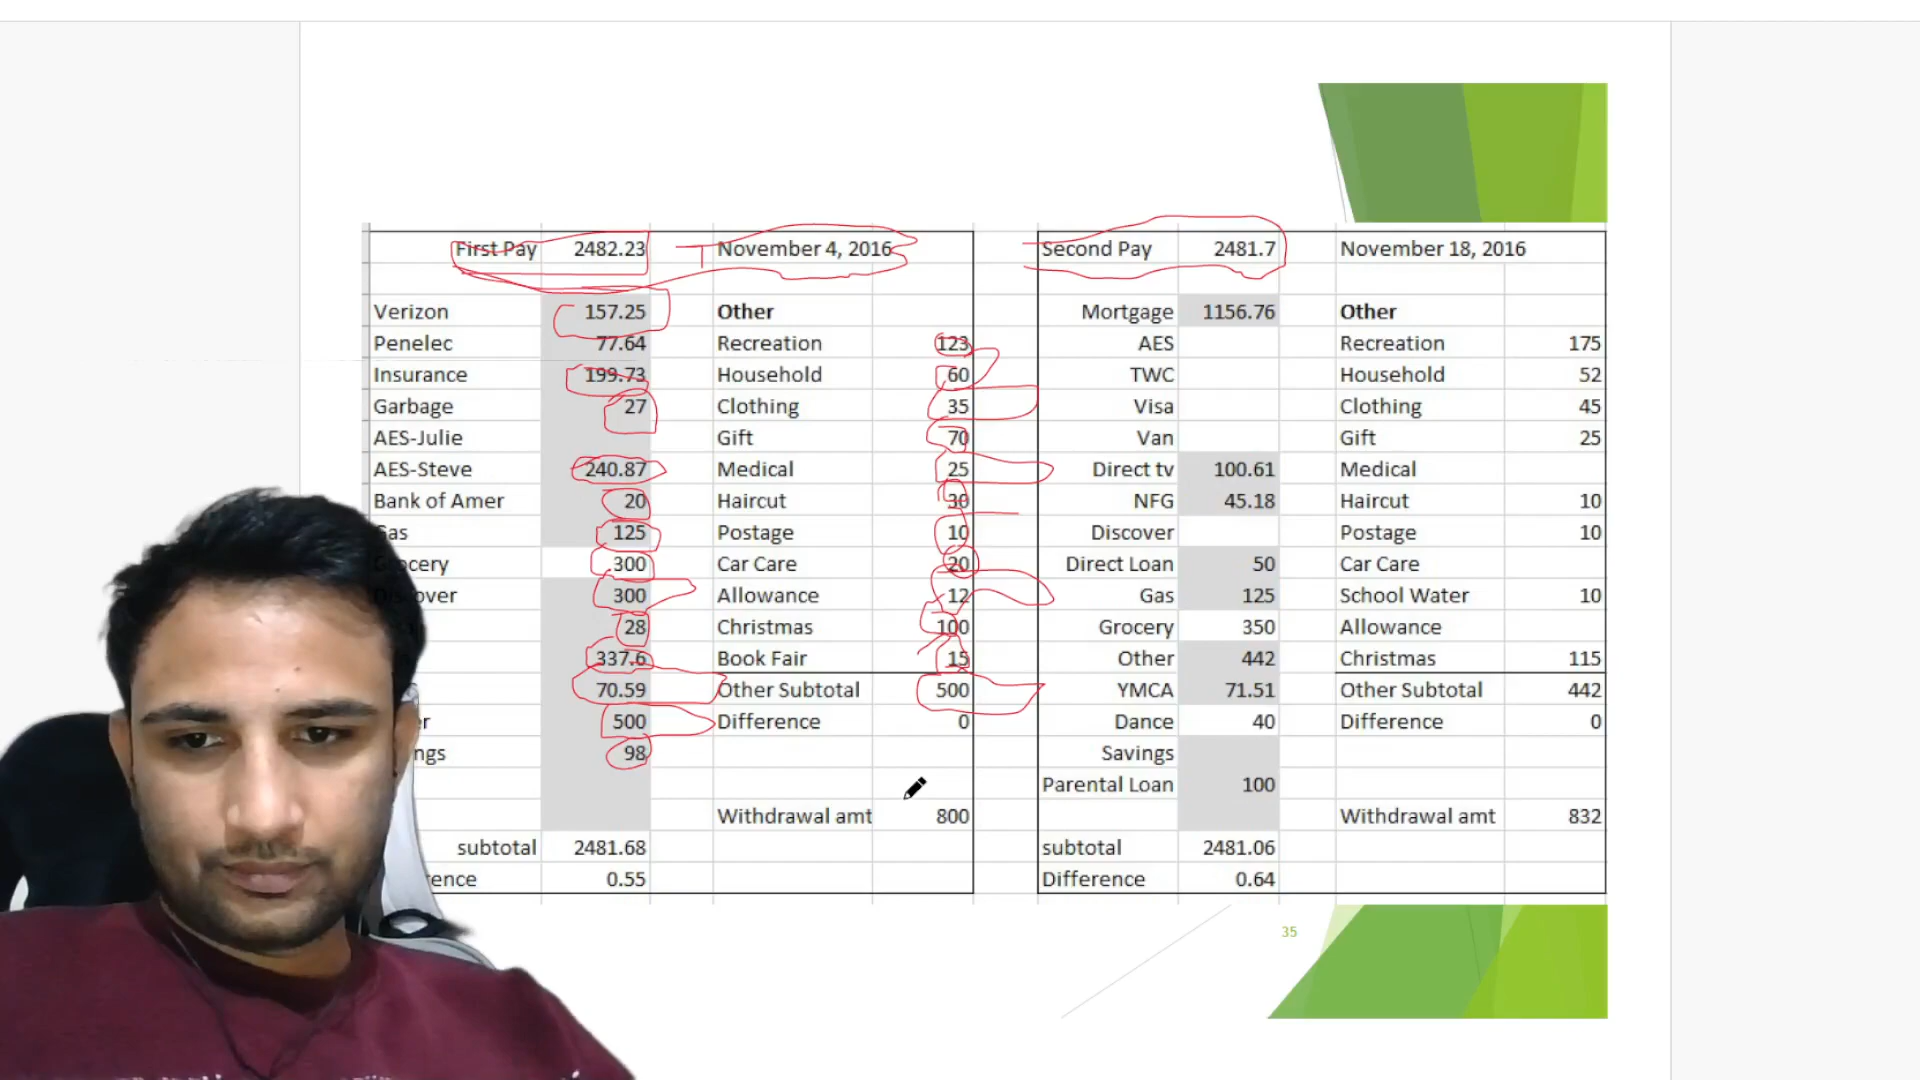 First Pay 2482.23 November 4, 2016 Second Pay 2481.7 November 18, 2016
Verizon 157.25 Other Mortgage 1156.76 Other
Penelec 77.64 Recreation 123 AES Recreation 175
Insurance 199.73 Household 60 TWC Household 52
Garbage 27 Clothing 35 Visa Clothing 45
AES-Julie Gift 70 Van Gift 25
AES-Steve 240.87 Medical 25 Direct tv 100.61 Medical
Bank of Amer 20 Haircut 30 NFG 45.18 Haircut 10
Gas 125 Postage 10 Discover Postage 10
ocery 300 Car Care 20 Direct Loan 50 Car Care
over 300 Allowance 12 Gas 125 School Water 10
28 Christmas 100 Grocery 350 Allowance
337.6 Book Fair 15 Other 442 Christmas 115
70.59 Other Subtotal 500 YMCA 71.51 Other Subtotal 442
r 500 Difference 0 Dance 40 Difference 0
ngs 98 Savings
Parental Loan 100
Withdrawal amt 800 Withdrawal amt 832
subtotal 2481.68 subtotal 2481.06
ence 0.55 Difference 0.64
35